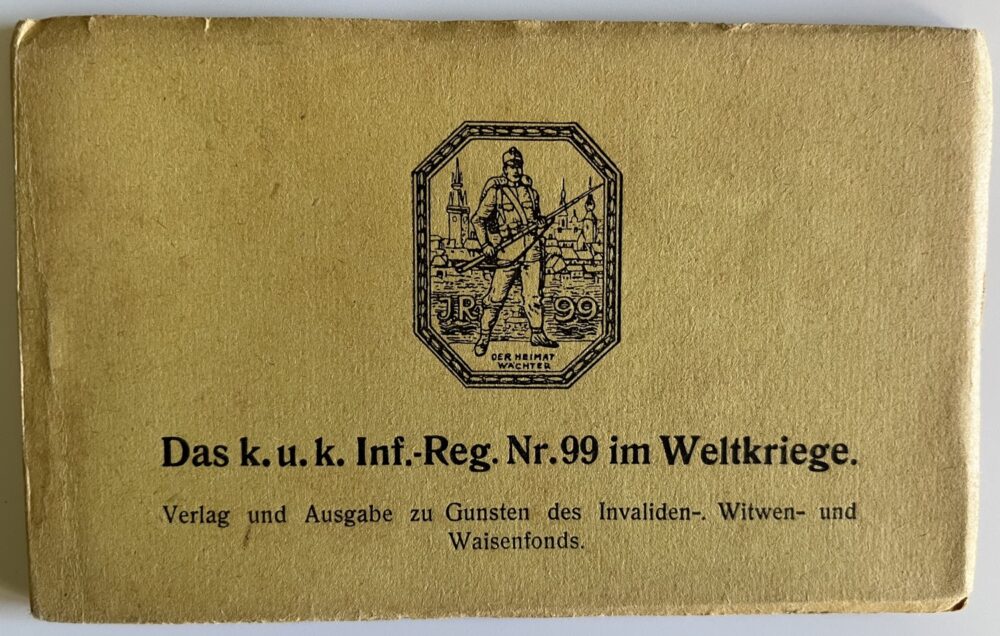 JR 99
DER HEIMAT
WÄCHTER
Das k. u. k. Inf.-Reg. Nr. 99 im Weltkriege.
Verlag und Ausgabe zu Gunsten des Invaliden-. Witwen- und
Waisenfonds.